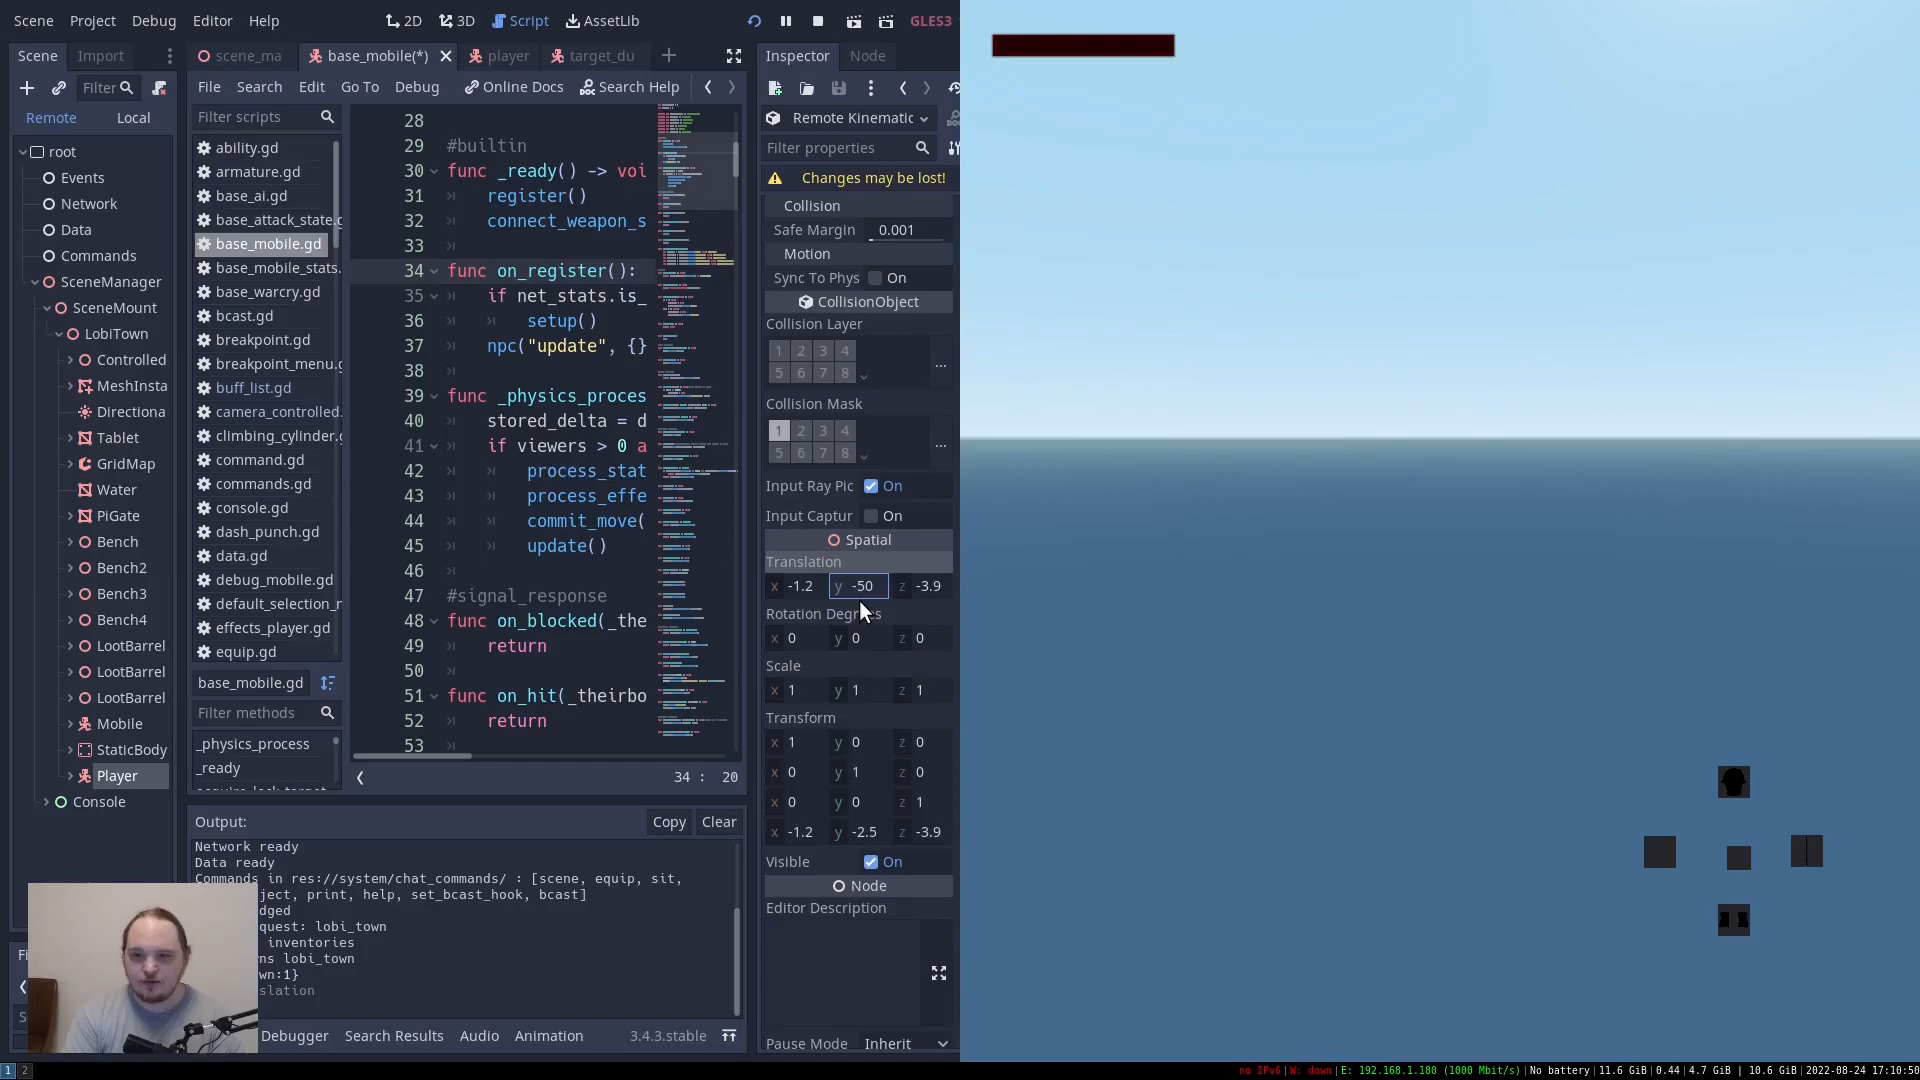 Scene Project Debug Editor Help
2D 3D Script AssetLib
GLES3
Scene Import
scene_ma base_mobile(*) player target_du
Inspector Node
Filter
File Search Edit Go To Debug Online Docs Search Help
Remote Local
Filter scripts
Remote Kinematic
Filter properties
Changes may be lost!
root
Events
Network
Data
Commands
SceneManager
SceneMount
LobiTown
Controlled
MeshInsta
Directiona
Tablet
GridMap
Water
PiGate
Bench
Bench2
Bench3
Bench4
LootBarrel
LootBarrel
LootBarrel
Mobile
StaticBody
Player
Console
ability.gd
armature.gd
base_ai.gd
base_attack_state.g
base_mobile.gd
base_mobile_stats.
base_warcry.gd
bcast.gd
breakpoint.gd
breakpoint_menu.g
buff_list.gd
camera_controlled.
climbing_cylinder.g
command.gd
commands.gd
console.gd
dash_punch.gd
data.gd
debug_mobile.gd
default_selection_r
effects_player.gd
equip.gd
base_mobile.gd
Filter methods
_physics_process
_ready
28
29 #builtin
30 func _ready() -> voi
31 register()
32 connect_weapon_s
33
34 func on_register():
35 if net_stats.is_
36 setup()
37 npc("update", {}
38
39 func _physics_proces
40 stored_delta = d
41 if viewers > 0 a
42 process_stat
43 process_effe
44 commit_move(
45 update()
46
47 #signal_response
48 func on_blocked(_the
49 return
50
51 func on_hit(_theirbo
52 return
53
34 : 20
Output:
Copy Clear
Network ready
Data ready
Commands in res://system/chat_commands/ : [scene, equip, sit,
ject, print, help, set_bcast_hook, bcast]
dged
quest: lobi_town
inventories
ns lobi_town
wn:1}
slation
Debugger Search Results Audio Animation 3.4.3.stable
Collision
Safe Margin 0.001
Motion
Sync To Phys On
CollisionObject
Collision Layer
1 2 3 4
5 6 7 8
Collision Mask
1 2 3 4
5 6 7 8
Input Ray Pic On
Input Captur On
Spatial
Translation
x -1.2 y -50 z -3.9
Rotation Degrees
x 0 y 0 z 0
Scale
x 1 y 1 z 1
Transform
x 1 y 0 z 0
x 0 y 1 z 0
x 0 y 0 z 1
x -1.2 y -2.5 z -3.9
Visible On
Node
Editor Description
Pause Mode Inherit
1 2
no IPv6 | W: down | E: 192.168.1.180 (1000 Mbit/s) | No battery | 11.6 GiB | 0.44 | 4.7 GiB | 10.6 GiB | 2022-08-24 17:10:50